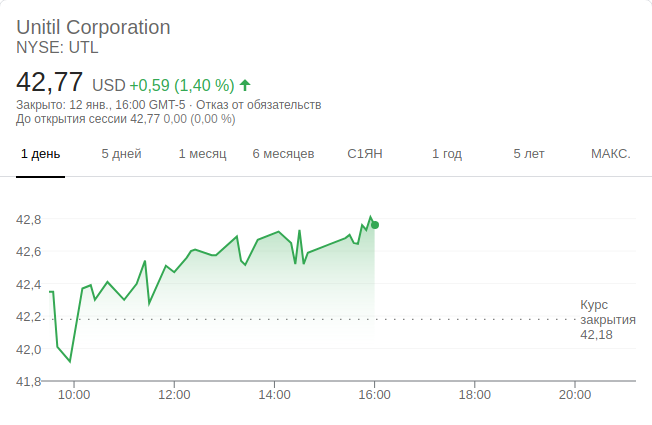 Unitil Corporation
NYSE: UTL
42,77 USD +0,59 (1,40 %)
Закрыто: 12 янв., 16:00 GMT-5 · Отказ от обязательств
До открытия сессии 42,77 0,00 (0,00 %)
1 день 5 дней 1 месяц 6 месяцев С1ЯН 1 год 5 лет МАКС.
42,8
42,6
42,4
42,2
42,0
41,8
Курс
закрытия
42,18
10:00 12:00 14:00 16:00 18:00 20:00